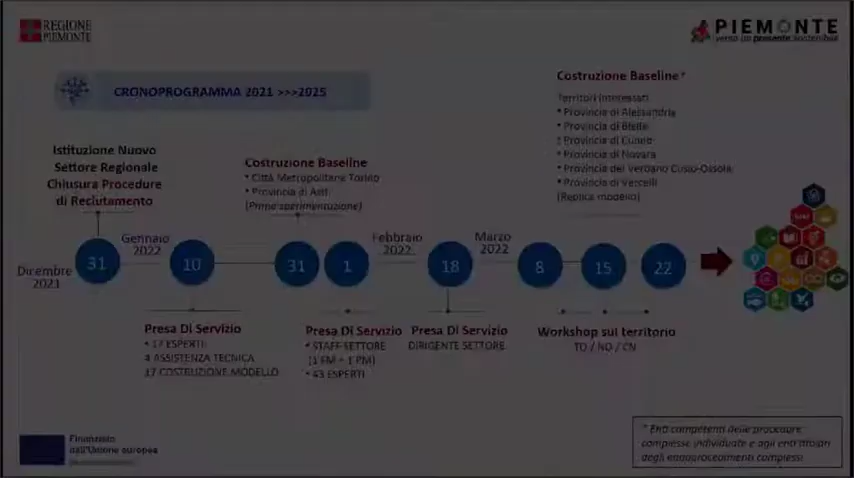 REGIONE
PIEMONTE
PIEMONTE
verso un presente sostenibile
CRONOPROGRAMMA 2021 >>>2025
Istituzione Nuovo
Settore Regionale
Chiusura Procedure
di Reclutamento
Costruzione Baseline
• Città Metropolitana Torino
• Provincia di Asti
(Prima sperimentazione)
Costruzione Baseline *
Territori interessati
• Provincia di Alessandria
• Provincia di Biella
• Provincia di Cuneo
• Provincia di Novara
• Provincia del Verbano Cusio-Ossola
• Provincia di Vercelli
(Replica modello)
Dicembre
2021
31
Gennaio
2022
10
31
1
Febbraio
2022
18
Marzo
2022
8
15
22
Presa Di Servizio
• 17 ESPERTI
4 ASSISTENZA TECNICA
17 COSTRUZIONE MODELLO
Presa Di Servizio
• STAFF SETTORE
(1 FM + 1 PM)
• 43 ESPERTI
Presa Di Servizio
DIRIGENTE SETTORE
Workshop sul territorio
TO / NO / CN
Finanziato
dall'Unione europea
* Enti competenti delle procedure
complesse individuate e agli enti titolari
degli endoprocedimenti complessi